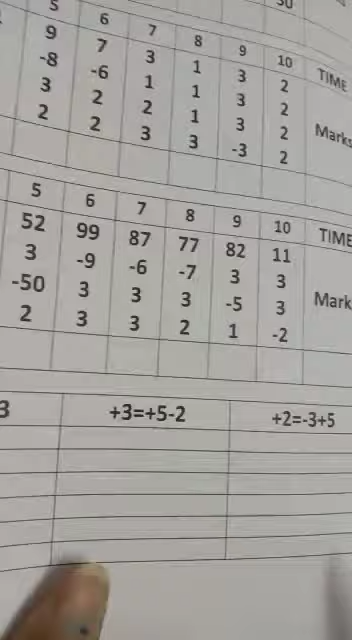 5 6 7 8 9 10 TIME
9 7 3 1 3 2
-8 -6 1 1 3 2 Marks
3 2 2 1 3 2
2 2 3 3 -3 2
5 6 7 8 9 10 TIME
52 99 87 77 82 11
3 -9 -6 -7 3 3 Mark
-50 3 3 3 -5 3
2 3 3 2 1 -2
3 +3=+5-2 +2=-3+5